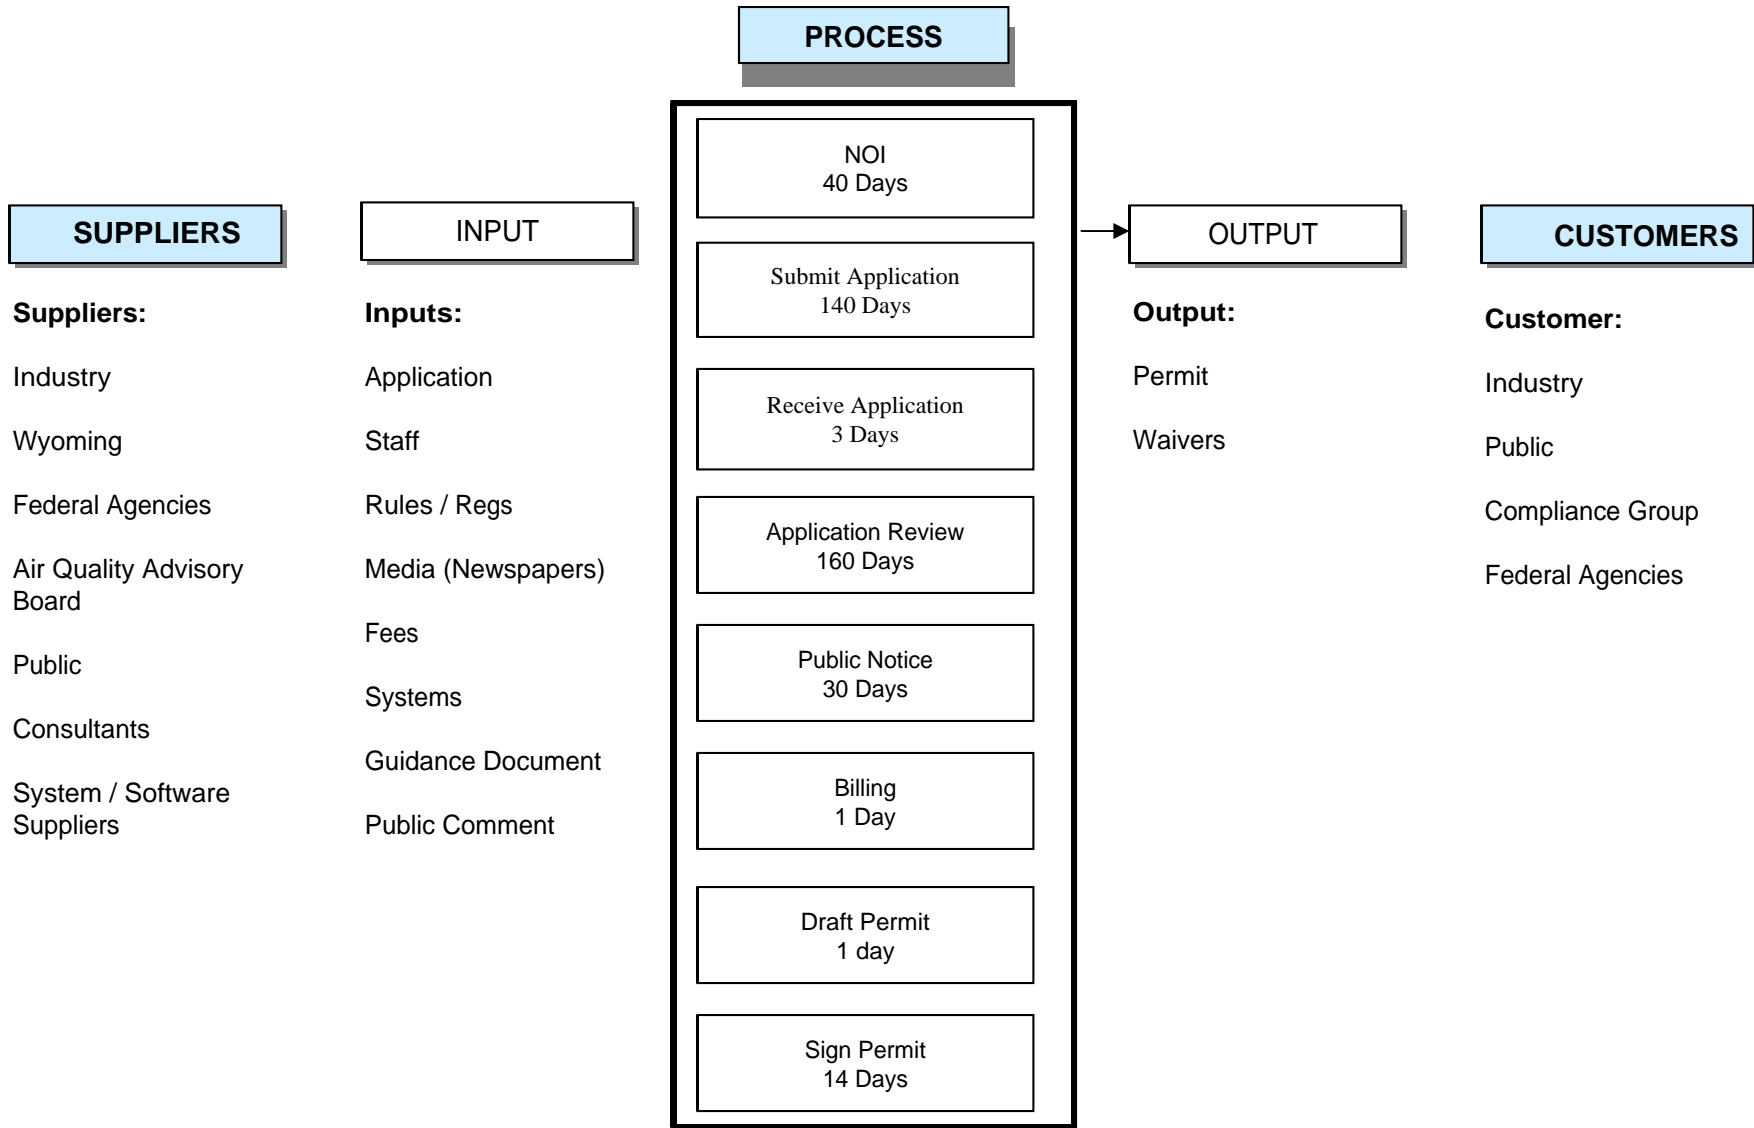 PROCESS
SUPPLIERS
Suppliers:
Industry
Wyoming
Federal Agencies
Air Quality Advisory
Board
Public
Consultants
System / Software
Suppliers
INPUT
Inputs:
Application
Staff
Rules / Regs
Media (Newspapers)
Fees
Systems
Guidance Document
Public Comment
NOI
40 Days
Submit Application
140 Days
Receive Application
3 Days
Application Review
160 Days
Public Notice
30 Days
Billing
1 Day
Draft Permit
1 day
Sign Permit
14 Days
OUTPUT
Output:
Permit
Waivers
CUSTOMERS
Customer:
Industry
Public
Compliance Group
Federal Agencies